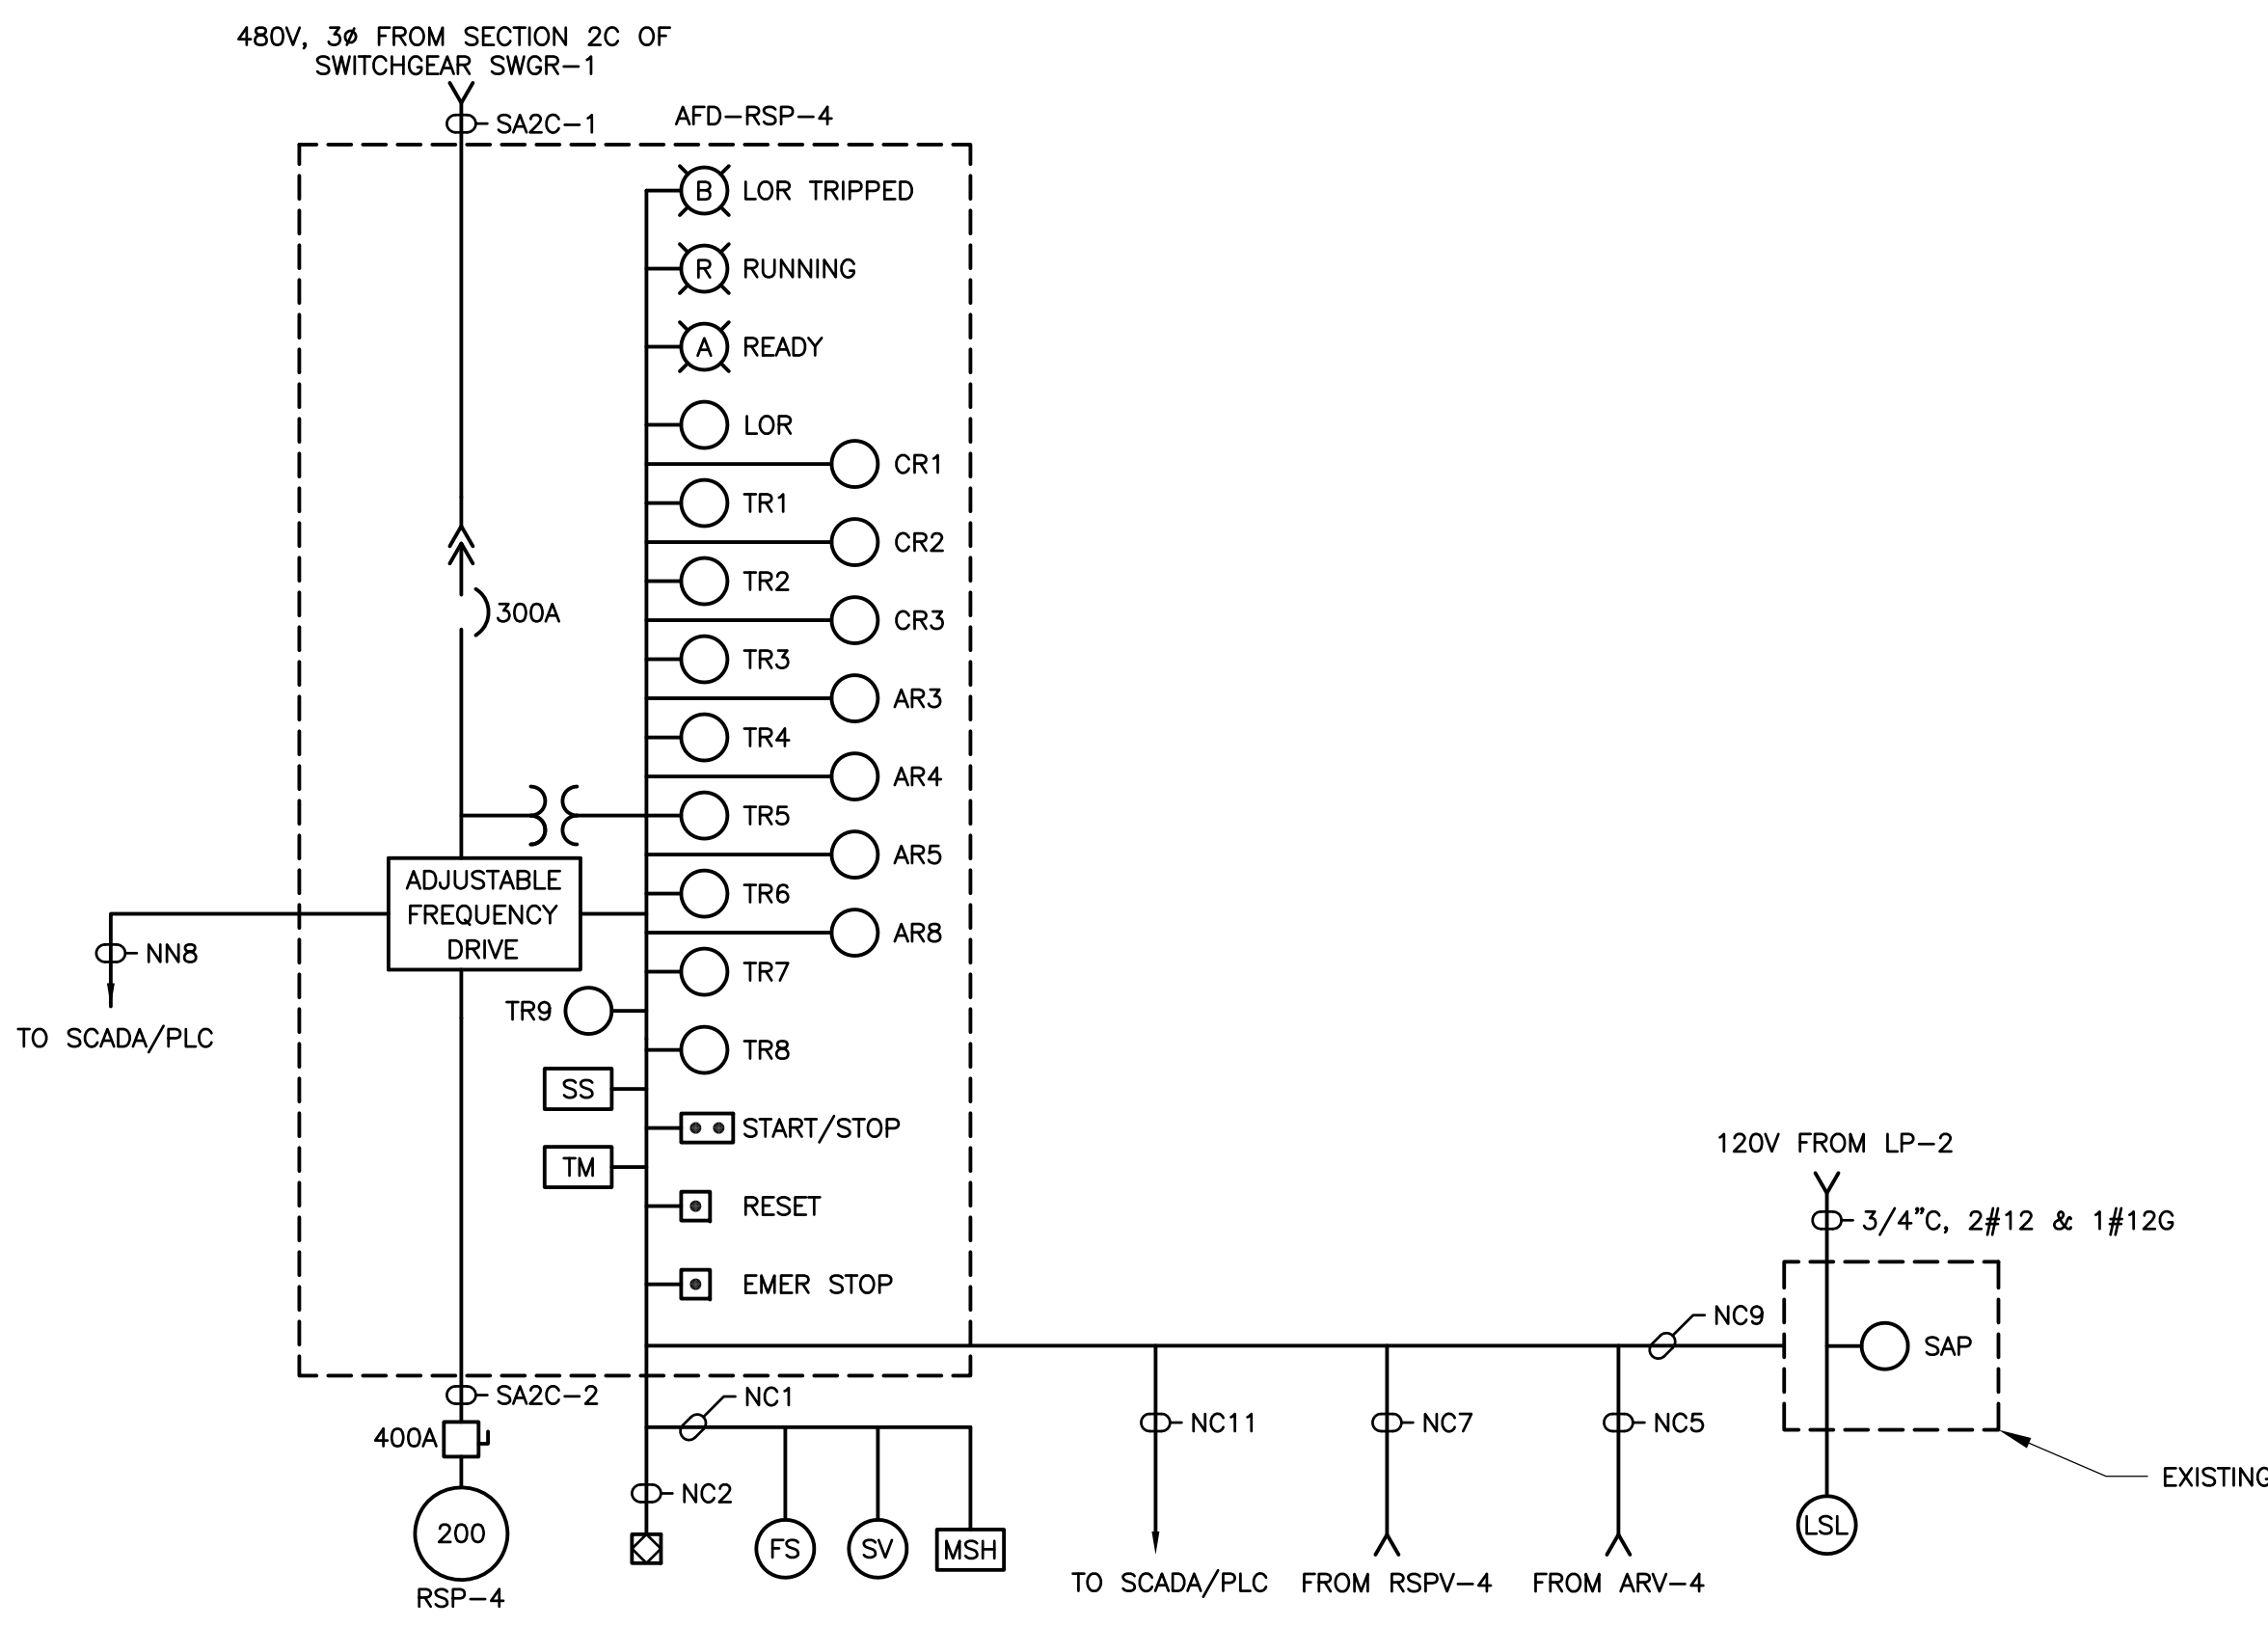 480V, 3ø FROM SECTION 2C OF
SWITCHGEAR SWGR-1
SA2C-1
AFD-RSP-4
B LOR TRIPPED
R RUNNING
A READY
LOR
CR1
TR1
CR2
TR2
300A
CR3
TR3
AR3
TR4
AR4
TR5
AR5
ADJUSTABLE
FREQUENCY
DRIVE
TR6
AR8
NN8
TR7
TR9
TO SCADA/PLC
TR8
SS
START/STOP
TM
RESET
EMER STOP
120V FROM LP-2
3/4"C, 2#12 & 1#12G
NC9
SAP
SA2C-2
NC1
400A
NC11
NC7
NC5
EXISTING
NC2
200
FS
SV
MSH
LSL
RSP-4
TO SCADA/PLC
FROM RSPV-4
FROM ARV-4